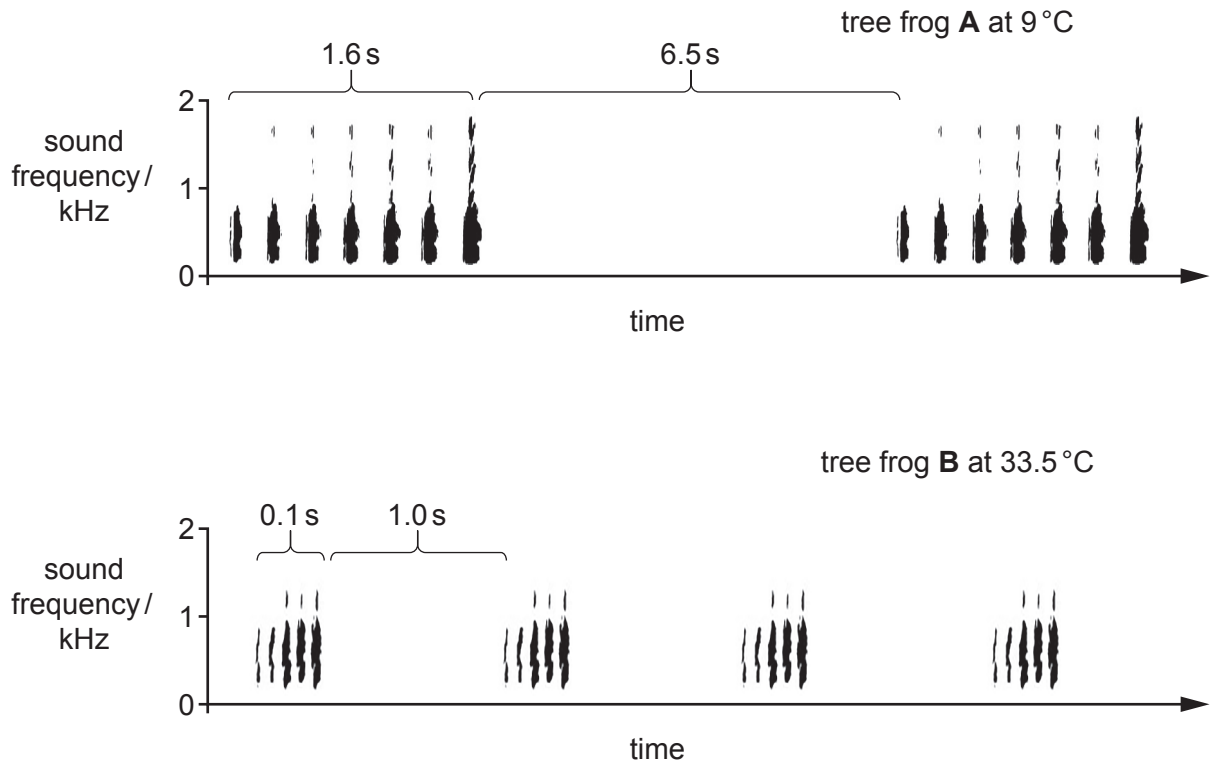 tree frog A at 9 °C
1.6 s
6.5 s
2
sound
frequency /
kHz
1
0
time
tree frog B at 33.5 °C
0.1 s
1.0 s
2
sound
frequency /
kHz
1
0
time